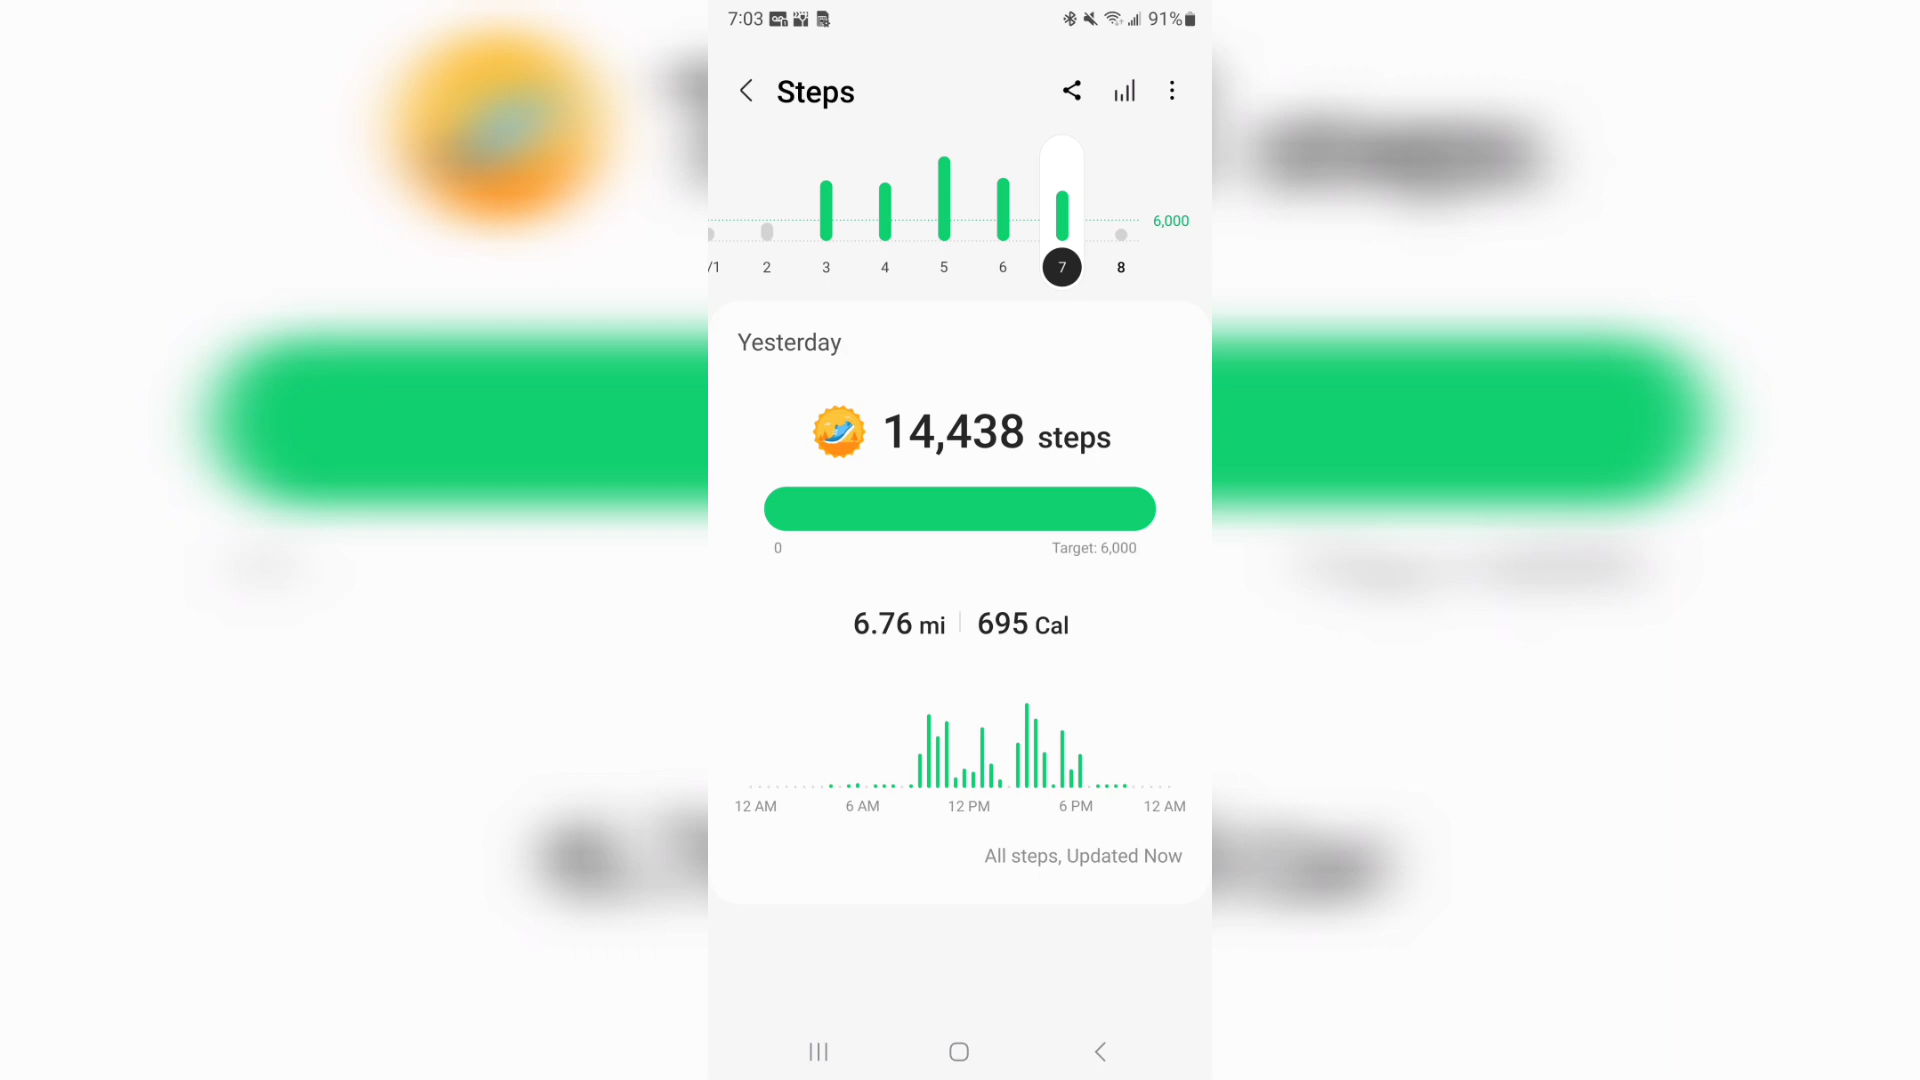 7:03 91%
Steps
6,000
/1 2 3 4 5 6 7 8
Yesterday
14,438 steps
0 Target: 6,000
6.76 mi 695 Cal
12 AM 6 AM 12 PM 6 PM 12 AM
All steps, Updated Now